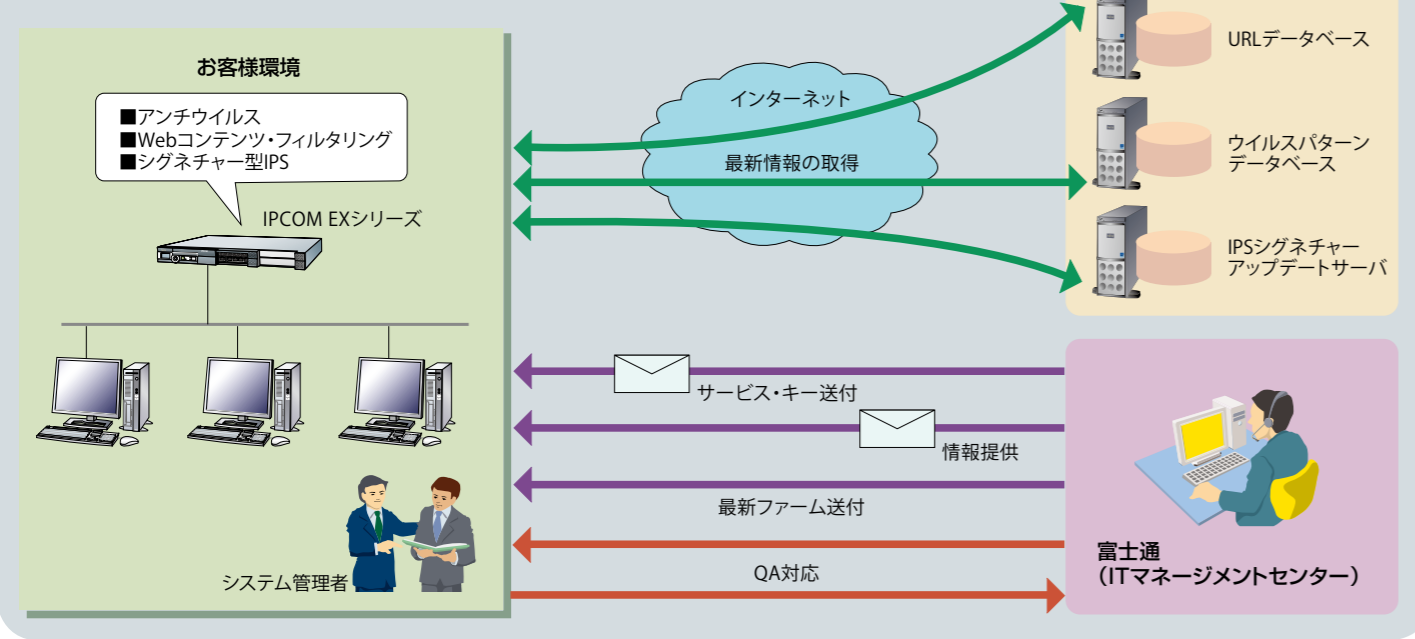 お客様環境
■アンチウイルス
■Webコンテンツ・フィルタリング
■シグネチャー型IPS
IPCOM EXシリーズ
システム管理者
インターネット
最新情報の取得
URLデータベース
ウイルスパターン
データベース
IPSシグネチャー
アップデートサーバ
サービス・キー送付
情報提供
最新ファーム送付
QA対応
富士通
（ITマネージメントセンター）